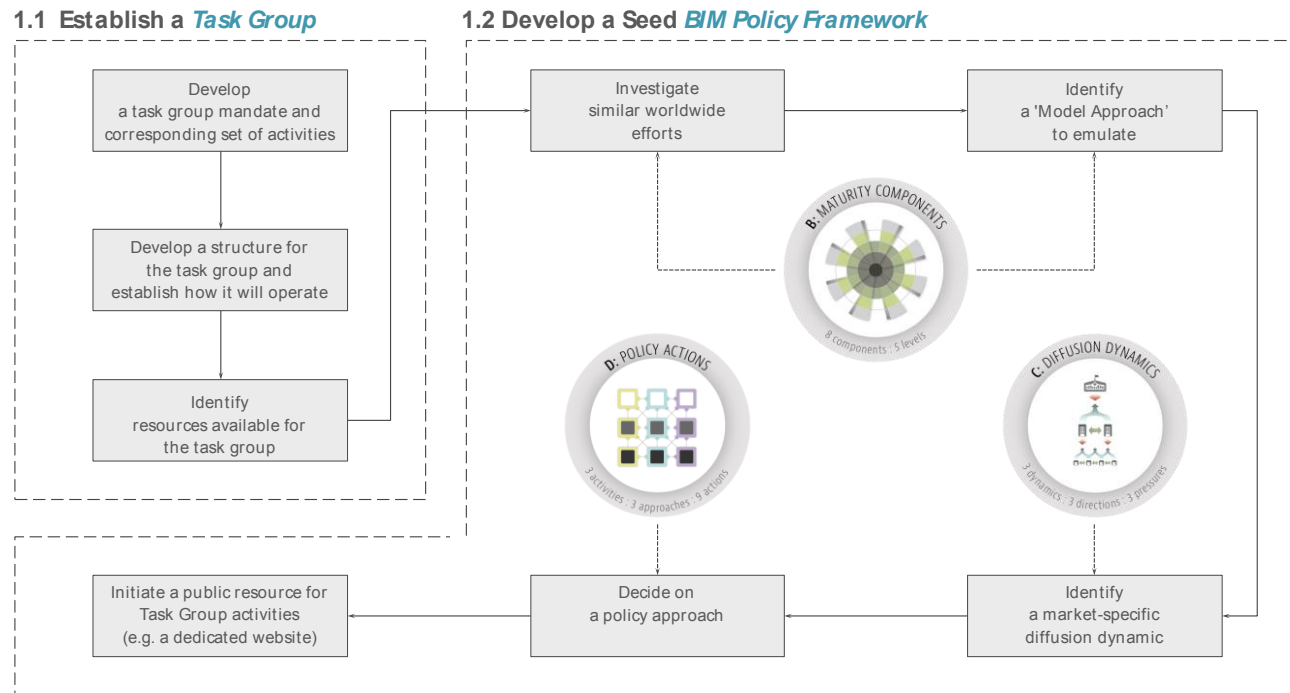 1.1 Establish a Task Group
Develop
a task group mandate and
corresponding set of activities
Develop a structure for
the task group and
establish how it will operate
Identify
resources available for
the task group
1.2 Develop a Seed BIM Policy Framework
Investigate
similar worldwide
efforts
Identify
a 'Model Approach’
to emulate
B: MATURITY COMPONENTS
8 components : 5 levels
D: POLICY ACTIONS
3 activities : 3 approaches : 9 actions
C: DIFFUSION DYNAMICS
3 dynamics : 3 directions : 3 pressures
Identify
a market-specific
diffusion dynamic
Decide on
a policy approach
Initiate a public resource for
Task Group activities
(e.g. a dedicated website)